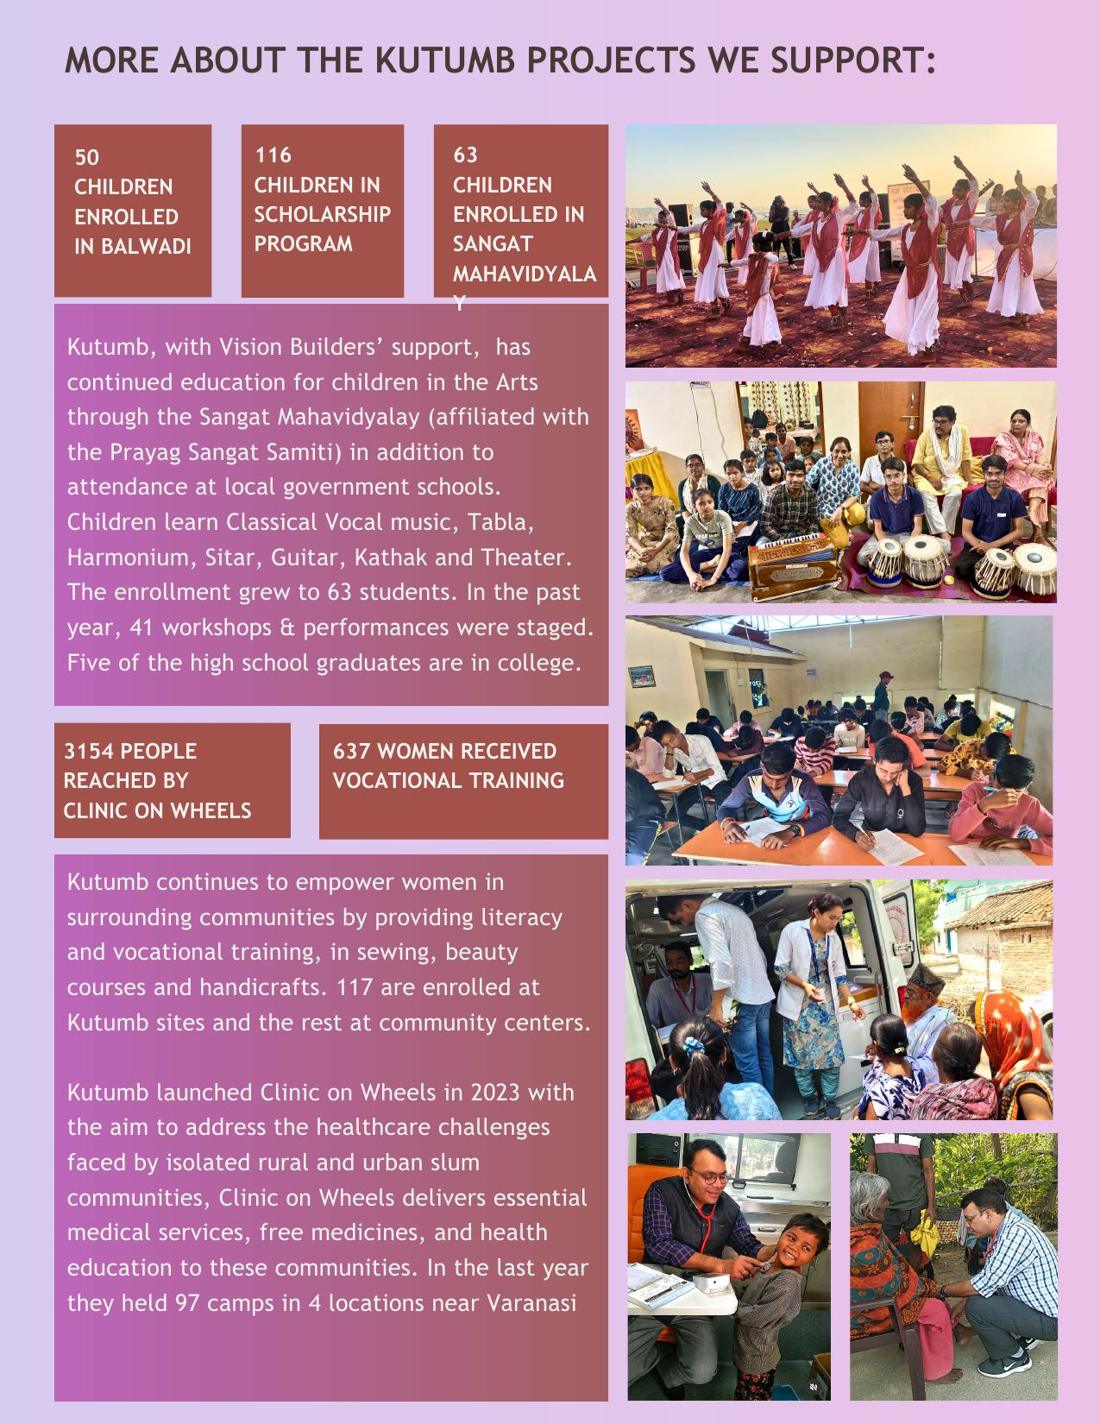 MORE ABOUT THE KUTUMB PROJECTS WE SUPPORT:
50
CHILDREN
ENROLLED
IN BALWADI
116
CHILDREN IN
SCHOLARSHIP
PROGRAM
63
CHILDREN
ENROLLED IN
SANGAT
MAHAVIDYALA
Y
Kutumb, with Vision Builders’ support,  has
continued education for children in the Arts
through the Sangat Mahavidyalay (affiliated with
the Prayag Sangat Samiti) in addition to
attendance at local government schools.
Children learn Classical Vocal music, Tabla,
Harmonium, Sitar, Guitar, Kathak and Theater.
The enrollment grew to 63 students. In the past
year, 41 workshops & performances were staged.
Five of the high school graduates are in college.
3154 PEOPLE
REACHED BY
CLINIC ON WHEELS
637 WOMEN RECEIVED
VOCATIONAL TRAINING
Kutumb continues to empower women in
surrounding communities by providing literacy
and vocational training, in sewing, beauty
courses and handicrafts. 117 are enrolled at
Kutumb sites and the rest at community centers.
Kutumb launched Clinic on Wheels in 2023 with
the aim to address the healthcare challenges
faced by isolated rural and urban slum
communities, Clinic on Wheels delivers essential
medical services, free medicines, and health
education to these communities. In the last year
they held 97 camps in 4 locations near Varanasi